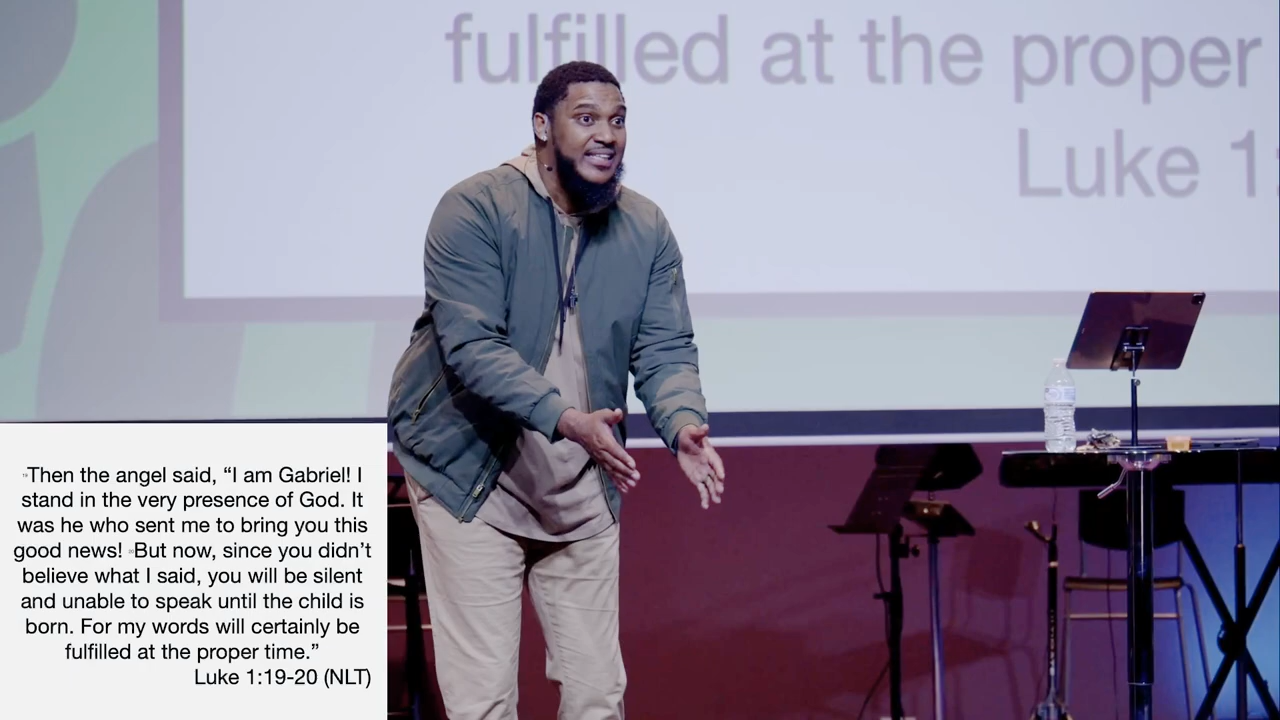 fulfilled at the proper
Luke 1:
19Then the angel said, “I am Gabriel! I
stand in the very presence of God. It
was he who sent me to bring you this
good news! 20But now, since you didn’t
believe what I said, you will be silent
and unable to speak until the child is
born. For my words will certainly be
fulfilled at the proper time.”
Luke 1:19-20 (NLT)